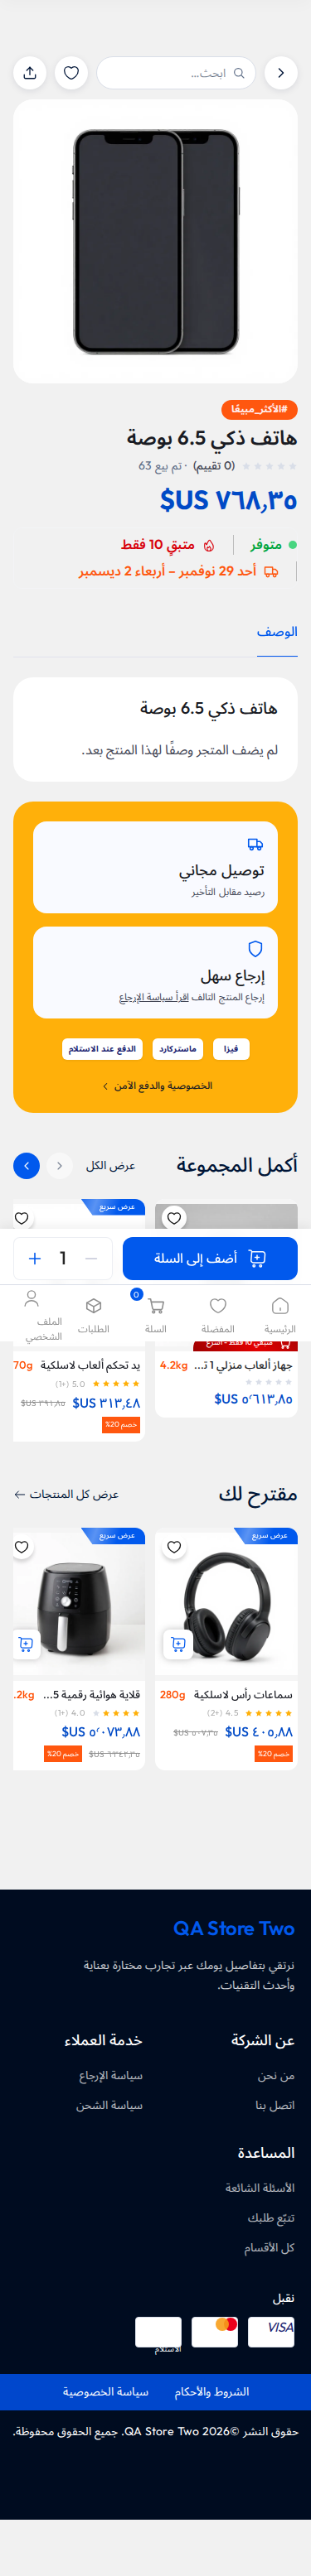 ابحث...
#الأكثر_مبيعًا
هاتف ذكي 6.5 بوصة
(0 تقييم) · تم بيع 63
٧٦٨٫٣٥ US$
متوفر
متبقٍ 10 فقط
أحد 29 نوفمبر – أربعاء 2 ديسمبر
الوصف
هاتف ذكي 6.5 بوصة
لم يضف المتجر وصفًا لهذا المنتج بعد.
توصيل مجاني
رصيد مقابل التأخير
إرجاع سهل
إرجاع المنتج التالف اقرأ سياسة الإرجاع
فيزا
ماستركارد
الدفع عند الاستلام
الخصوصية والدفع الآمن
أكمل المجموعة
عرض الكل
عرض سريع
أضف إلى السلة
1
الرئيسية
المفضلة
0
السلة
الطلبات
الملف الشخصي
جهاز ألعاب منزلي 1 ت... 4.2kg
٥٬٦١٣٫٨٥ US$
يد تحكم ألعاب لاسلكية 70g
5.0 (+1)
٣١٣٫٤٨ US$ ٣٩١٫٨٥ US$
خصم 20%
مقترح لك
عرض كل المنتجات
عرض سريع
عرض سريع
سماعات رأس لاسلكية 280g
4.5 (+2)
٤٠٥٫٨٨ US$ ٥٠٧٫٣٥ US$
خصم 20%
قلاية هوائية رقمية 5... .2kg
4.0 (+1)
٥٬٠٧٣٫٨٨ US$
خصم 20%
QA Store Two
نرتقي بتفاصيل يومك عبر تجارب مختارة بعناية
وأحدث التقنيات.
عن الشركة
من نحن
اتصل بنا
خدمة العملاء
سياسة الإرجاع
سياسة الشحن
المساعدة
الأسئلة الشائعة
تتبّع طلبك
كل الأقسام
نقبل
VISA
الاستلام
الشروط والأحكام
سياسة الخصوصية
حقوق النشر ©2026 QA Store Two. جميع الحقوق محفوظة.